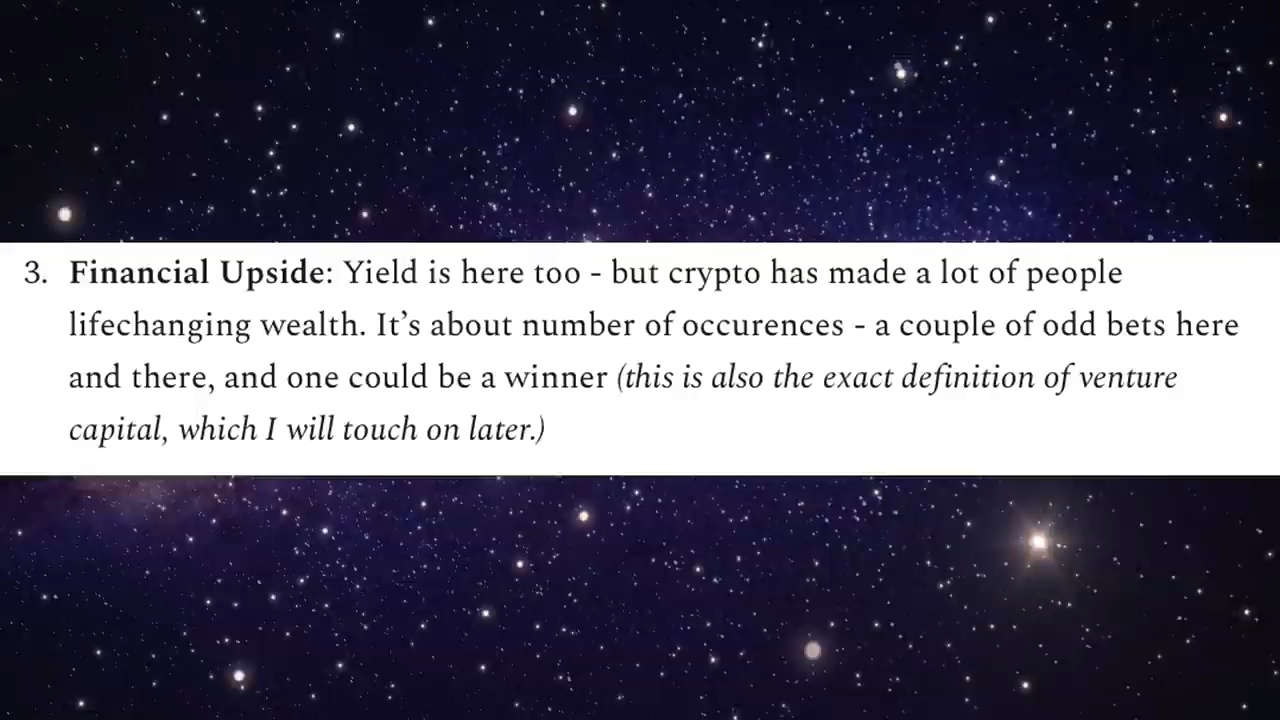 3. Financial Upside: Yield is here too - but crypto has made a lot of people
lifechanging wealth. It’s about number of occurences - a couple of odd bets here
and there, and one could be a winner (this is also the exact definition of venture
capital, which I will touch on later.)